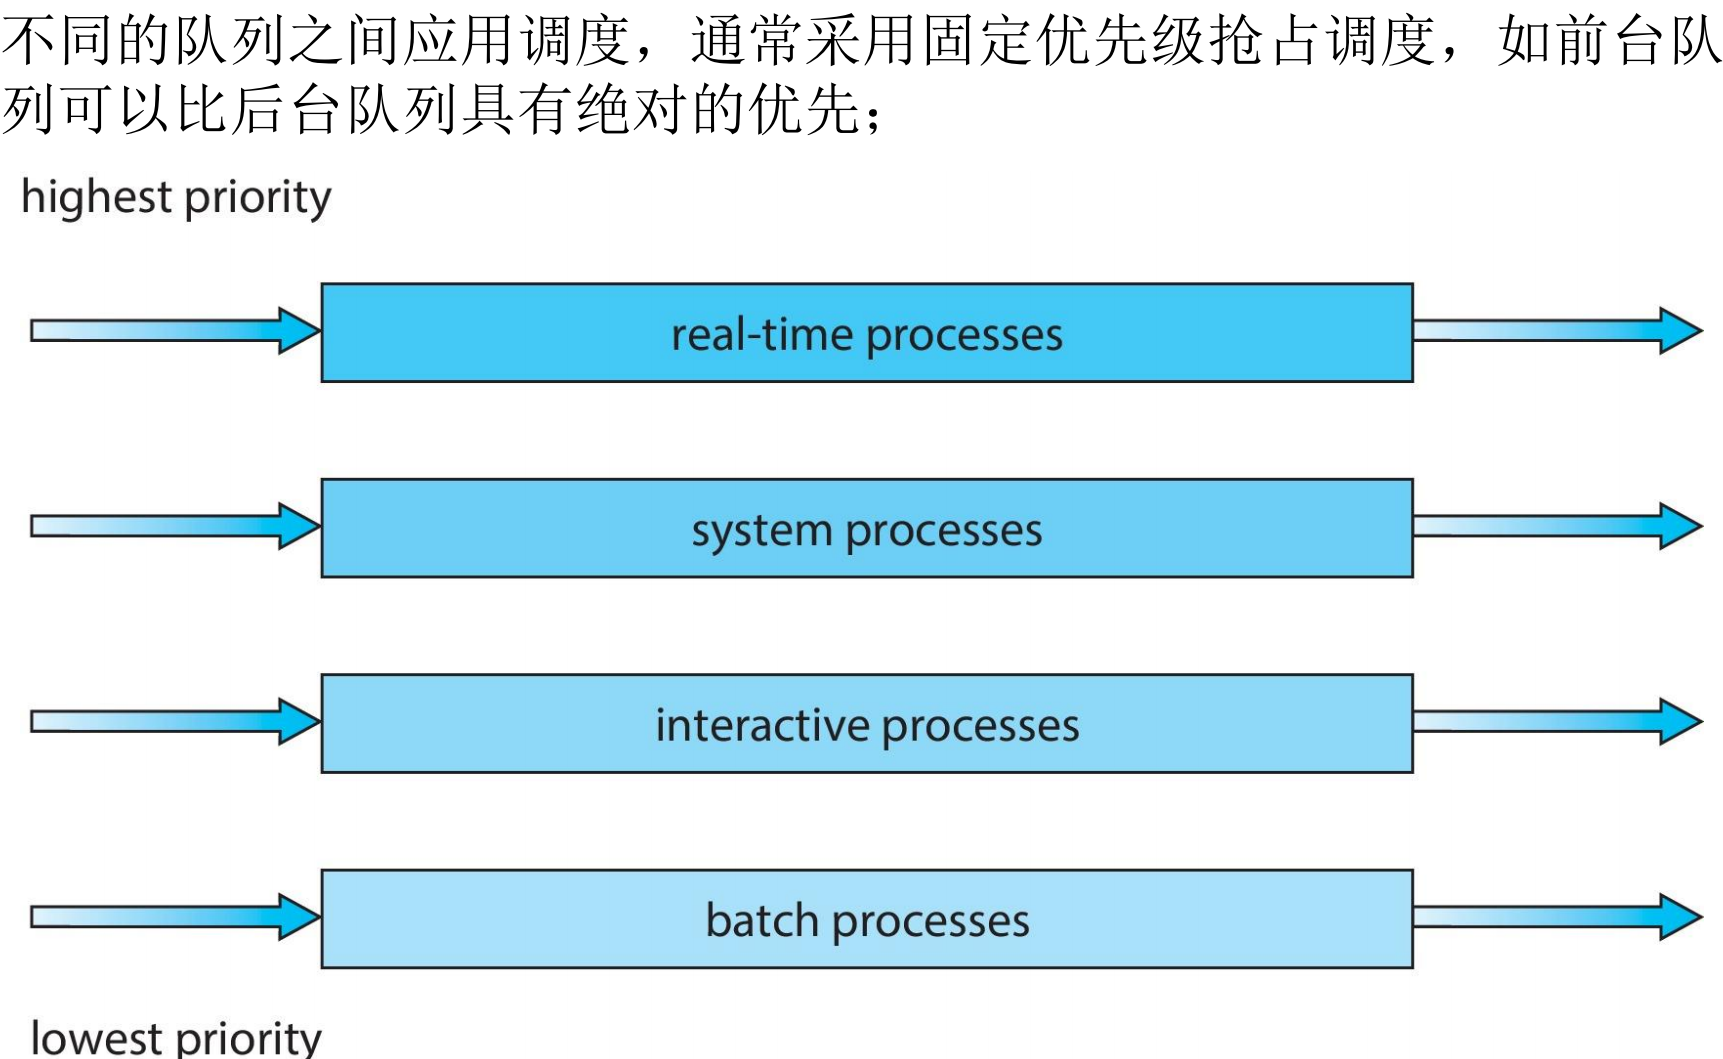 不同的队列之间应用调度，通常采用固定优先级抢占调度，如前台队
列可以比后台队列具有绝对的优先；
highest priority
real-time processes
system processes
interactive processes
batch processes
lowest priority